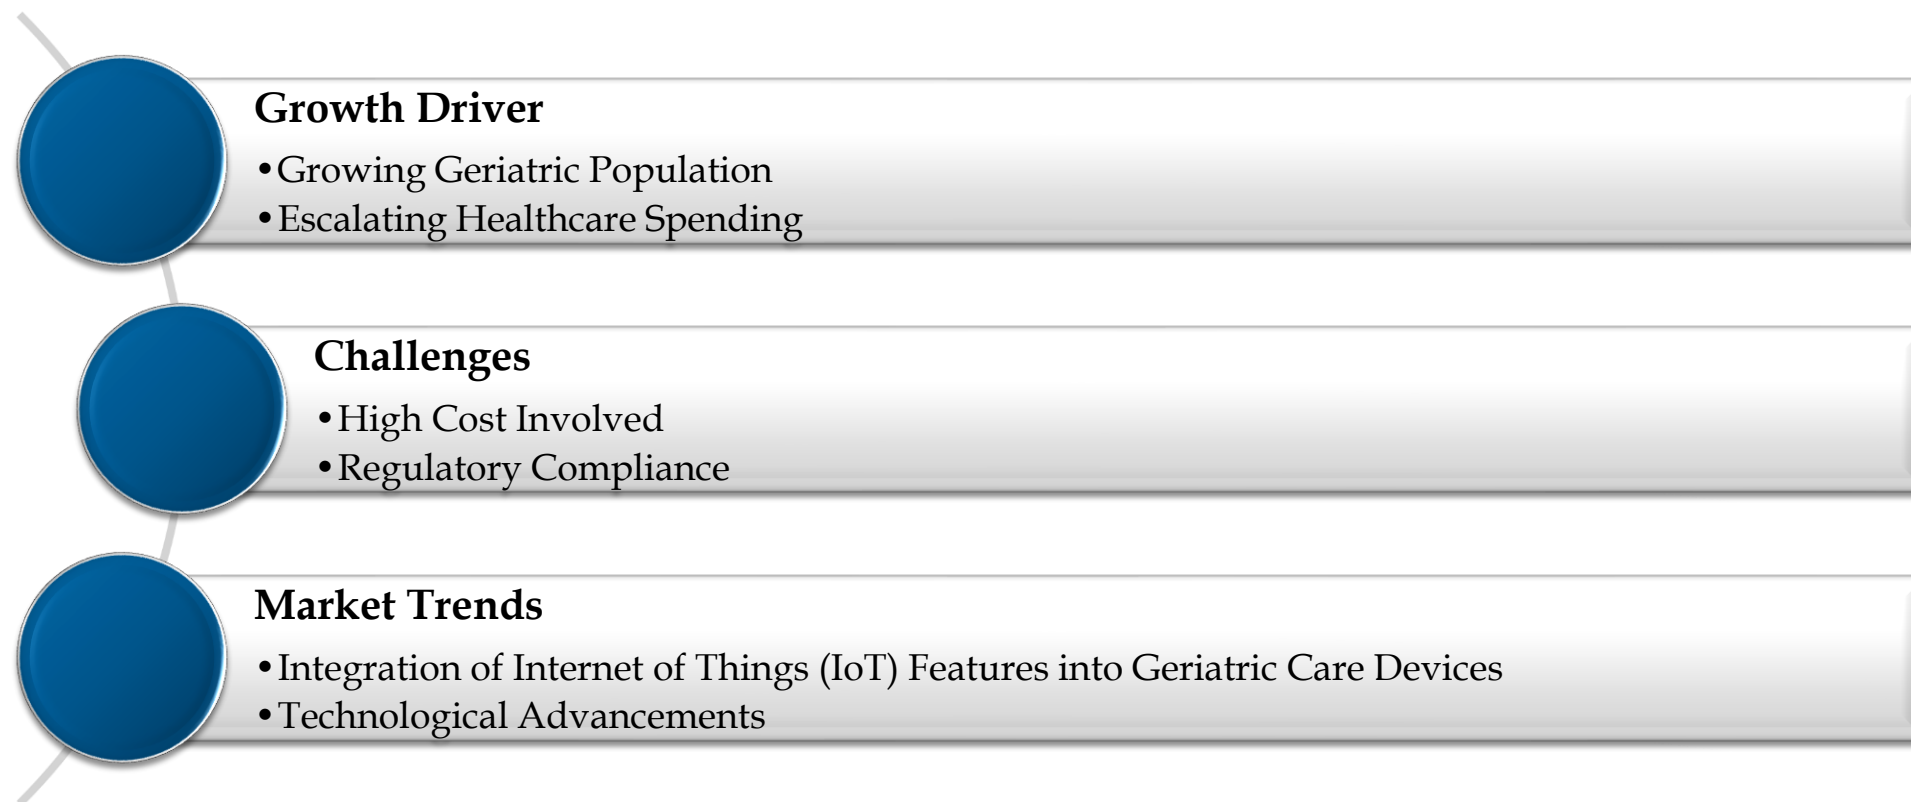 Growth Driver
•Growing Geriatric Population
•Escalating Healthcare Spending
Challenges
•High Cost Involved
•Regulatory Compliance
Market Trends
•Integration of Internet of Things (IoT) Features into Geriatric Care Devices
•Technological Advancements